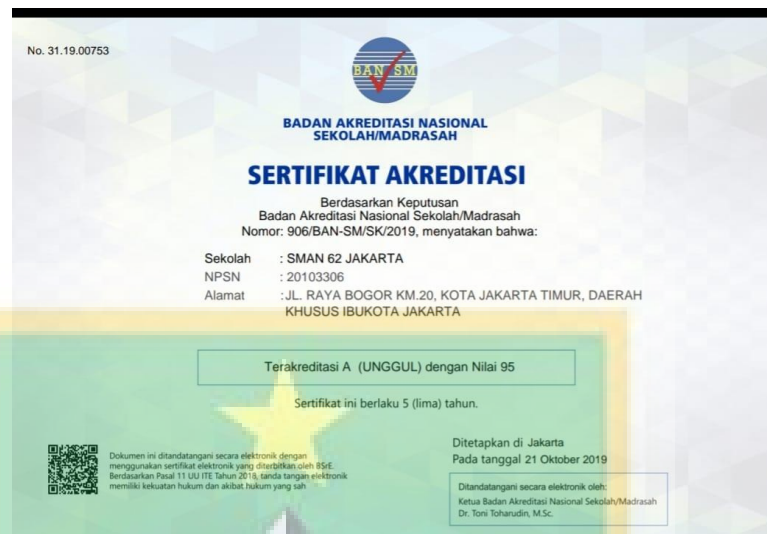 No. 31.19.00753
BAN SM
BADAN AKREDITASI NASIONAL
SEKOLAH/MADRASAH
SERTIFIKAT AKREDITASI
Berdasarkan Keputusan
Badan Akreditasi Nasional Sekolah/Madrasah
Nomor: 906/BAN-SM/SK/2019, menyatakan bahwa:
Sekolah : SMAN 62 JAKARTA
NPSN : 20103306
Alamat :JL. RAYA BOGOR KM.20, KOTA JAKARTA TIMUR, DAERAH
KHUSUS IBUKOTA JAKARTA
Terakreditasi A (UNGGUL) dengan Nilai 95
Sertifikat ini berlaku 5 (lima) tahun.
Dokumen ini ditandatangani secara elektronik dengan
menggunakan sertifikat elektronik yang diterbitkan oleh BSrE.
Berdasarkan Pasal 11 UU ITE Tahun 2018, tanda tangan elektronik
memiliki kekuatan hukum dan akibat hukum yang sah
Ditetapkan di Jakarta
Pada tanggal 21 Oktober 2019
Ditandatangani secara elektronik oleh:
Ketua Badan Akreditasi Nasional Sekolah/Madrasah
Dr. Toni Toharudin, M.Sc.